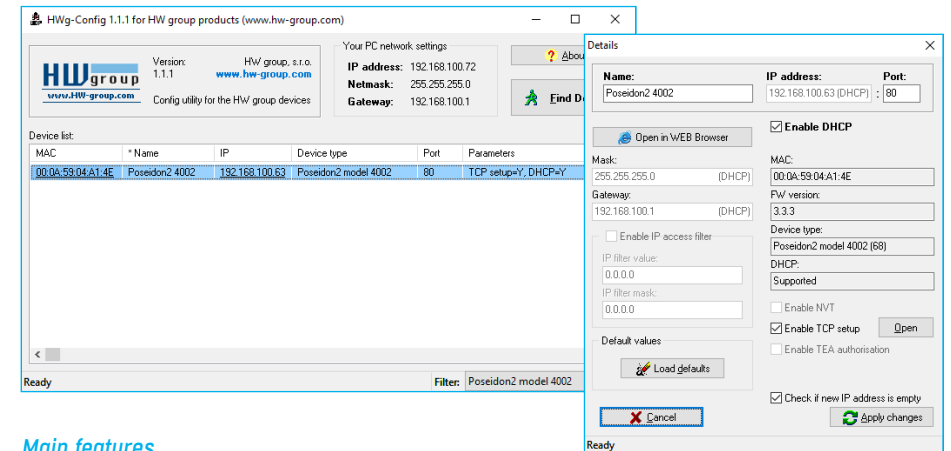 HWg-Config 1.1.1 for HW group products (www.hw-group.com)
HWgroup
www.HW-group.com
Version: HW group, s.r.o.
1.1.1 www.hw-group.com
Config utility for the HW group devices
Your PC network settings
IP address: 192.168.100.72
Netmask: 255.255.255.0
Gateway: 192.168.100.1
? Abou
Find D
Device list:
MAC * Name IP Device type Port Parameters
00:0A:59:04:A1:4E Poseidon2 4002 192.168.100.63 Poseidon2 model 4002 80 TCP setup=Y, DHCP=Y
Ready Filter: Poseidon2 model 4002
Details
Name: IP address: Port:
Poseidon2 4002 192.168.100.63 (DHCP) : 80
Open in WEB Browser
Enable DHCP
Mask:
255.255.255.0 (DHCP)
Gateway:
192.168.100.1 (DHCP)
Enable IP access filter
IP filter value:
0.0.0.0
IP filter mask:
0.0.0.0
Default values
Load defaults
Cancel
MAC:
00:0A:59:04:A1:4E
FW version:
3.3.3
Device type:
Poseidon2 model 4002 (68)
DHCP:
Supported
Enable NVT
Enable TCP setup Open
Enable TEA authorisation
Check if new IP address is empty
Apply changes
Ready
Main features